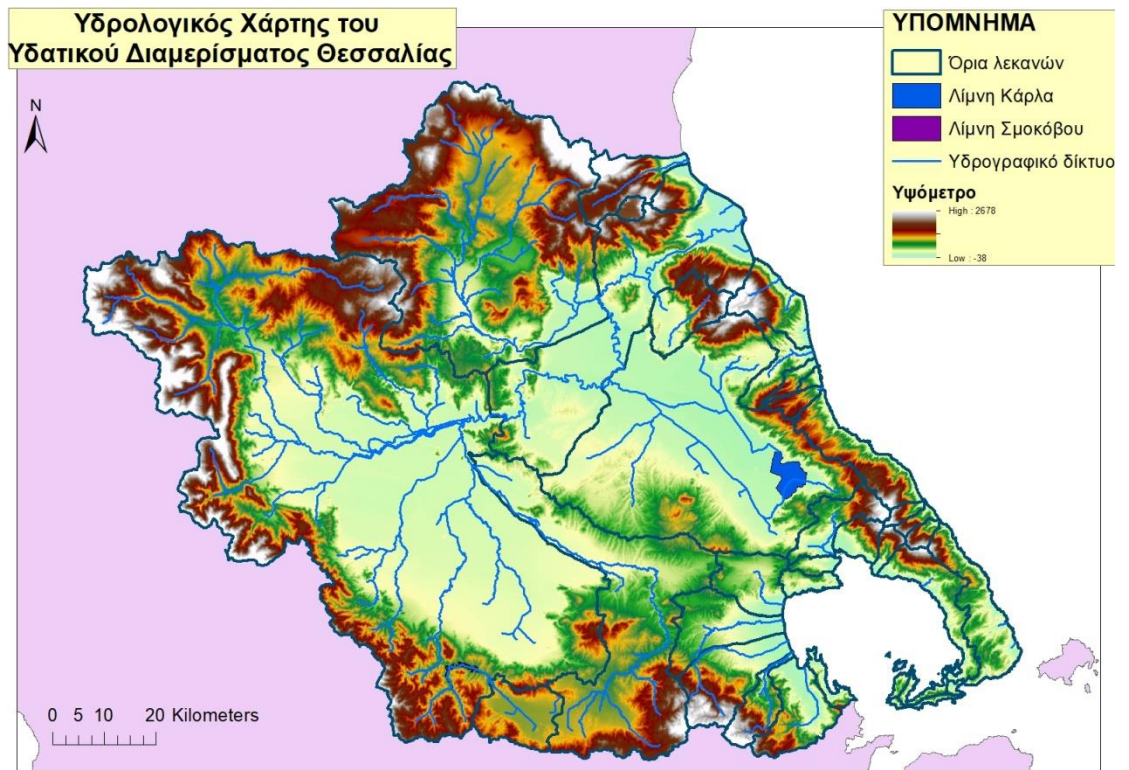 Υδρολογικός Χάρτης του
Υδατικού Διαμερίσματος Θεσσαλίας
ΥΠΟΜΝΗΜΑ
Όρια λεκανών
Λίμνη Κάρλα
Λίμνη Σμοκόβου
Υδρογραφικό δίκτυο
Υψόμετρο
High : 2678
Low : -38
N
0 5 10 20 Kilometers